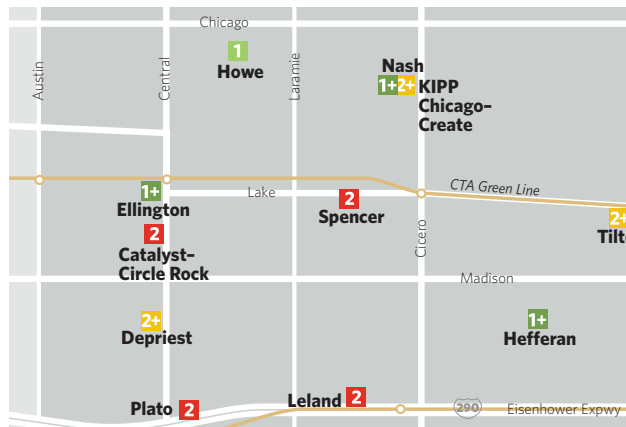 Chicago
1
Howe
Austin
Central
Laramie
Nash
1+ 2+ KIPP
Chicago–
Create
CTA Green Line
1+
Ellington
Lake
2
Spencer
Cicero
2+
Tilt
2
Catalyst–
Circle Rock
Madison
2+
Depriest
1+
Hefferan
Plato 2
Leland 2
290
Eisenhower Expwy